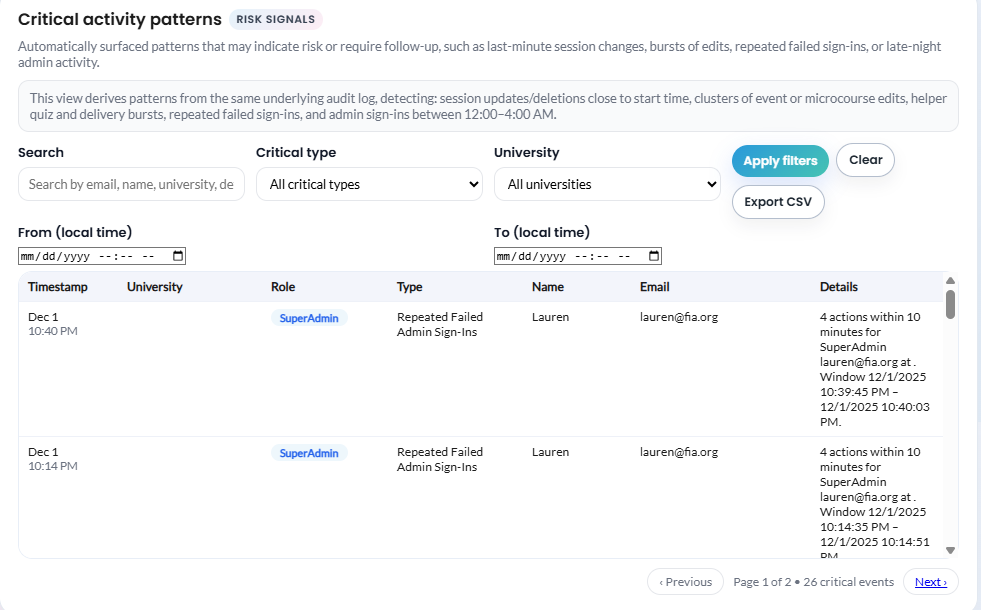 Critical activity patterns RISK SIGNALS
Automatically surfaced patterns that may indicate risk or require follow-up, such as last-minute session changes, bursts of edits, repeated failed sign-ins, or late-night
admin activity.
This view derives patterns from the same underlying audit log, detecting: session updates/deletions close to start time, clusters of event or microcourse edits, helper
quiz and delivery bursts, repeated failed sign-ins, and admin sign-ins between 12:00–4:00 AM.
Search Critical type University
Search by email, name, university, de All critical types All universities Apply filters Clear
Export CSV
From (local time) To (local time)
mm/dd/yyyy --:-- -- mm/dd/yyyy --:-- --
Timestamp University Role Type Name Email Details
Dec 1 SuperAdmin Repeated Failed Lauren lauren@fia.org 4 actions within 10
10:40 PM Admin Sign-Ins minutes for
SuperAdmin
lauren@fia.org at .
Window 12/1/2025
10:39:45 PM –
12/1/2025 10:40:03
PM.
Dec 1 SuperAdmin Repeated Failed Lauren lauren@fia.org 4 actions within 10
10:14 PM Admin Sign-Ins minutes for
SuperAdmin
lauren@fia.org at .
Window 12/1/2025
10:14:35 PM –
12/1/2025 10:14:51
PM
‹ Previous Page 1 of 2 • 26 critical events Next ›